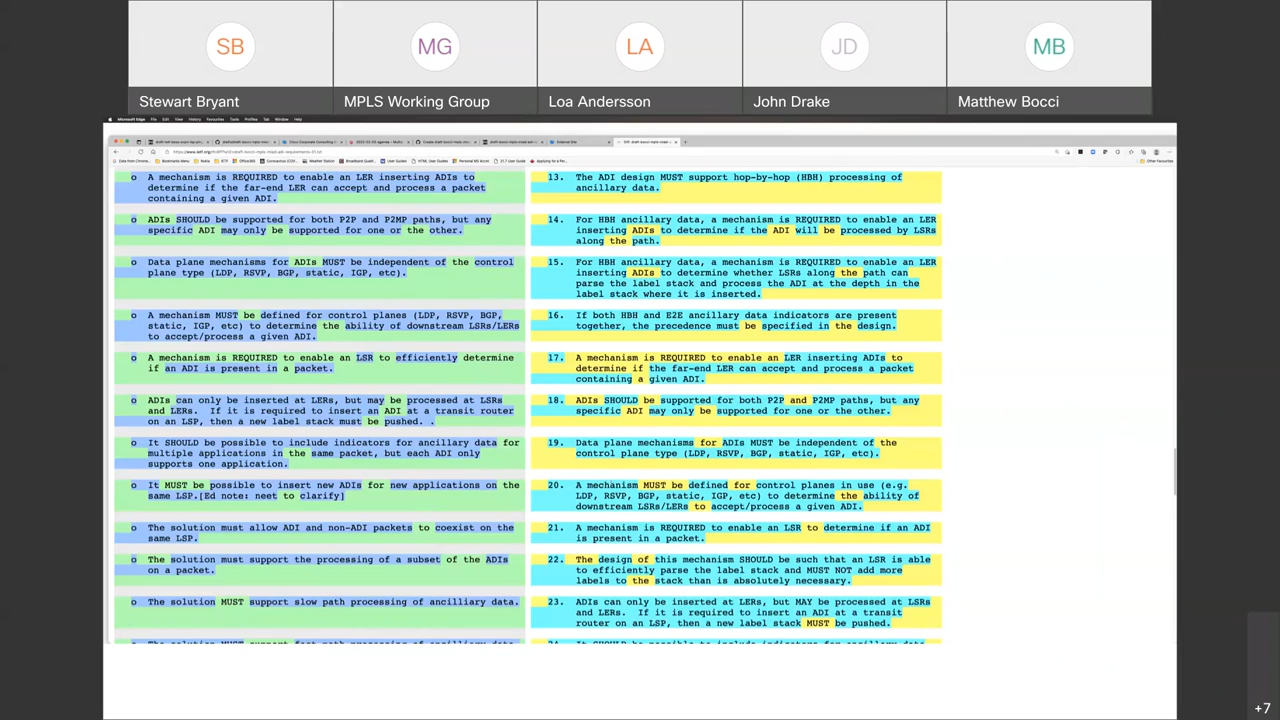 SB
MG
LA
JD
MB
Stewart Bryant
MPLS Working Group
Loa Andersson
John Drake
Matthew Bocci
Microsoft Edge File Edit View History Favourites Tools Profiles Tab Window Help
o A mechanism is REQUIRED to enable an LER inserting ADIs to
determine if the far-end LER can accept and process a packet
containing a given ADI.
o ADIs SHOULD be supported for both P2P and P2MP paths, but any
specific ADI may only be supported for one or the other.
o Data plane mechanisms for ADIs MUST be independent of the control
plane type (LDP, RSVP, BGP, static, IGP, etc).
o A mechanism MUST be defined for control planes (LDP, RSVP, BGP,
static, IGP, etc) to determine the ability of downstream LSRs/LERs
to accept/process a given ADI.
o A mechanism is REQUIRED to enable an LSR to efficiently determine
if an ADI is present in a packet.
o ADIs can only be inserted at LERs, but may be processed at LSRs
and LERs. If it is required to insert an ADI at a transit router
on an LSP, then a new label stack must be pushed. .
o It SHOULD be possible to include indicators for ancillary data for
multiple applications in the same packet, but each ADI only
supports one application.
o It MUST be possible to insert new ADIs for new applications on the
same LSP.[Ed note: neet to clarify]
o The solution must allow ADI and non-ADI packets to coexist on the
same LSP.
o The solution must support the processing of a subset of the ADIs
on a packet.
o The solution MUST support slow path processing of ancilliary data.
13. The ADI design MUST support hop-by-hop (HBH) processing of
ancillary data.
14. For HBH ancillary data, a mechanism is REQUIRED to enable an LER
inserting ADIs to determine if the ADI will be processed by LSRs
along the path.
15. For HBH ancillary data, a mechanism is REQUIRED to enable an LER
inserting ADIs to determine whether LSRs along the path can
parse the label stack and process the ADI at the depth in the
label stack where it is inserted.
16. If both HBH and E2E ancillary data indicators are present
together, the precedence must be specified in the design.
17. A mechanism is REQUIRED to enable an LER inserting ADIs to
determine if the far-end LER can accept and process a packet
containing a given ADI.
18. ADIs SHOULD be supported for both P2P and P2MP paths, but any
specific ADI may only be supported for one or the other.
19. Data plane mechanisms for ADIs MUST be independent of the
control plane type (LDP, RSVP, BGP, static, IGP, etc).
20. A mechanism MUST be defined for control planes in use (e.g.
LDP, RSVP, BGP, static, IGP, etc) to determine the ability of
downstream LSRs/LERs to accept/process a given ADI.
21. A mechanism is REQUIRED to enable an LSR to determine if an ADI
is present in a packet.
22. The design of this mechanism SHOULD be such that an LSR is able
to efficiently parse the label stack and MUST NOT add more
labels to the stack than is absolutely necessary.
23. ADIs can only be inserted at LERs, but MAY be processed at LSRs
and LERs. If it is required to insert an ADI at a transit
router on an LSP, then a new label stack MUST be pushed.
+7